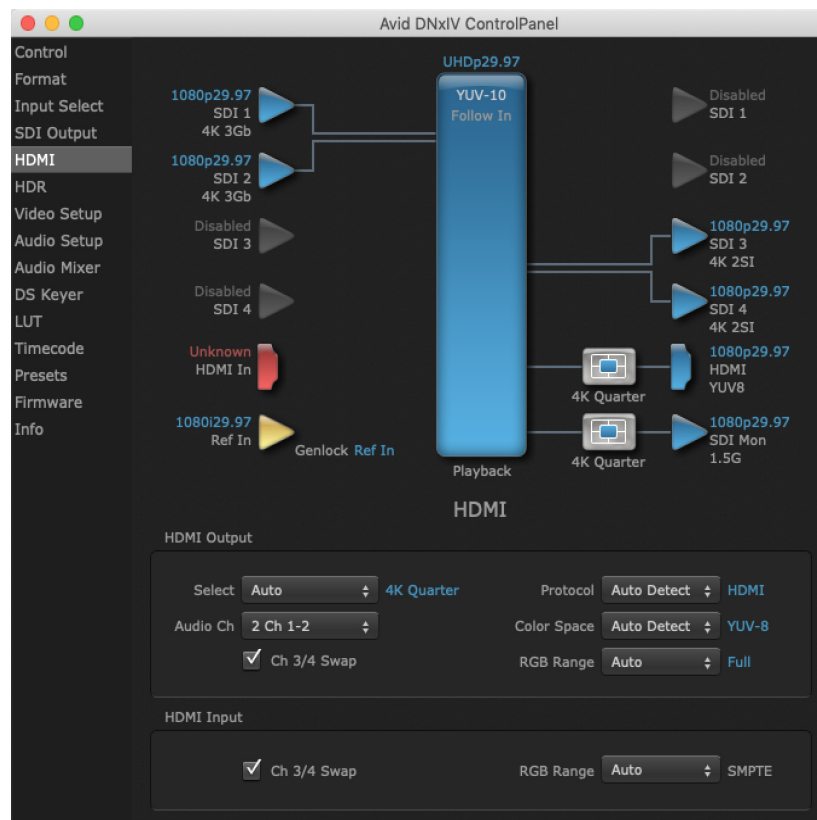 Avid DNxIV ControlPanel
Control
Format
Input Select
SDI Output
HDMI
HDR
Video Setup
Audio Setup
Audio Mixer
DS Keyer
LUT
Timecode
Presets
Firmware
Info
1080p29.97
SDI 1
4K 3Gb
1080p29.97
SDI 2
4K 3Gb
Disabled
SDI 3
Disabled
SDI 4
Unknown
HDMI In
1080i29.97
Ref In
Genlock Ref In
UHDp29.97
YUV-10
Follow In
Playback
4K Quarter
4K Quarter
Disabled
SDI 1
Disabled
SDI 2
1080p29.97
SDI 3
4K 2SI
1080p29.97
SDI 4
4K 2SI
1080p29.97
HDMI
YUV8
1080p29.97
SDI Mon
1.5G
HDMI
HDMI Output
Select Auto 4K Quarter Protocol Auto Detect HDMI
Audio Ch 2 Ch 1-2 Color Space Auto Detect YUV-8
Ch 3/4 Swap RGB Range Auto Full
HDMI Input
Ch 3/4 Swap RGB Range Auto SMPTE